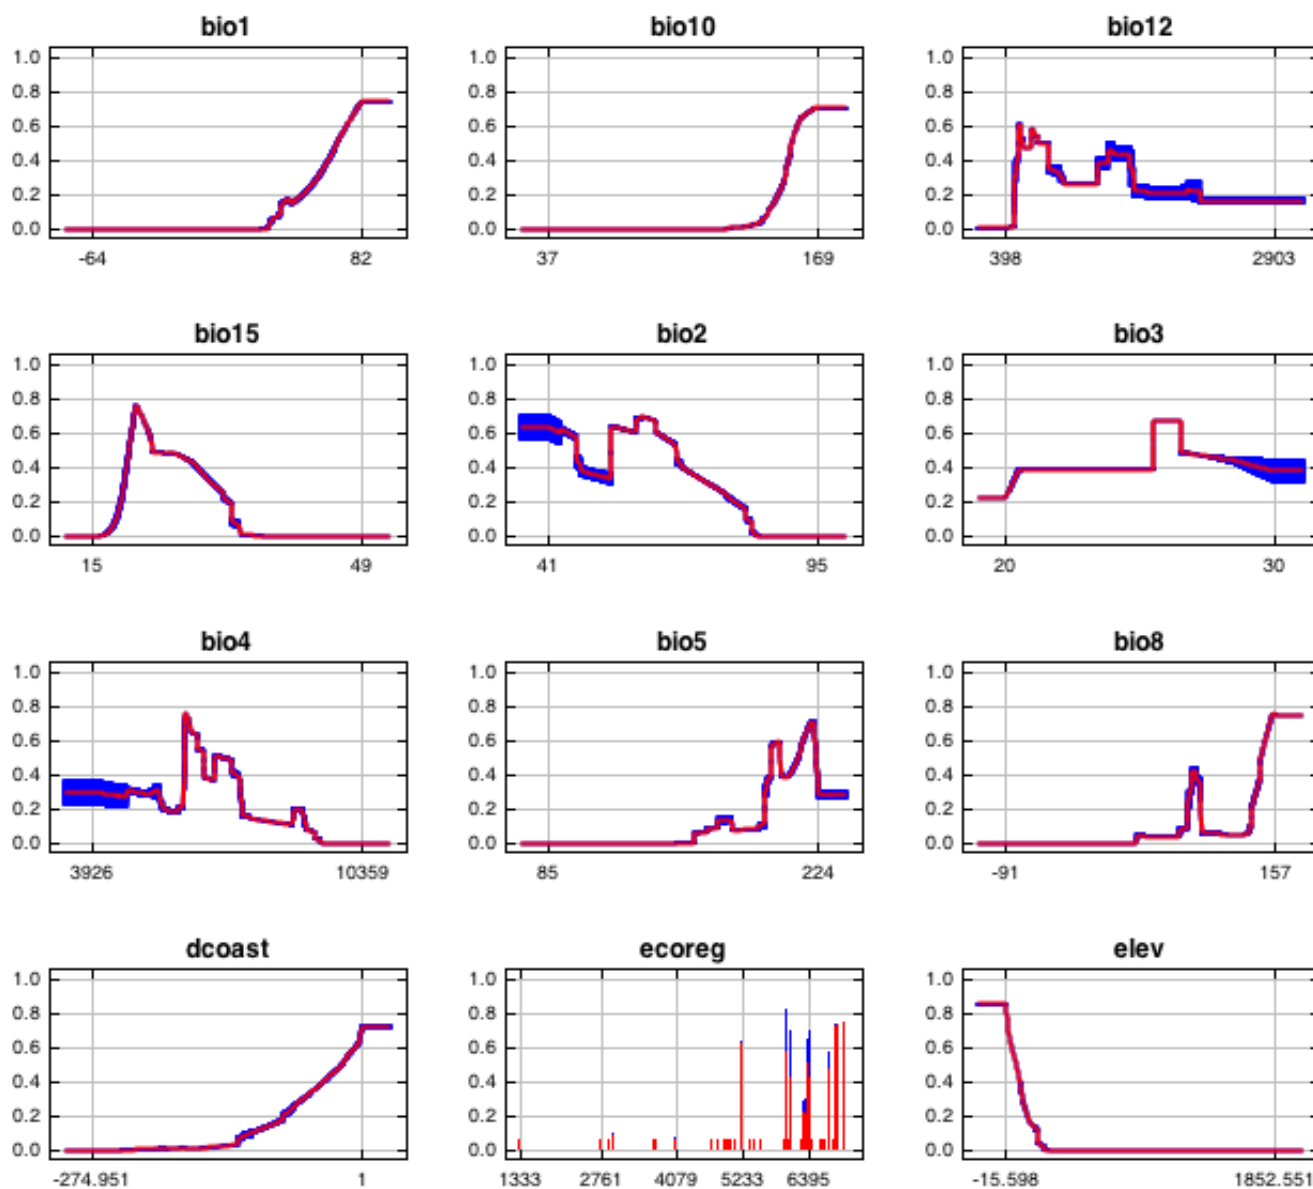 bio1 bio10 bio12
1.0 1.0 1.0
0.8 0.8 0.8
0.6 0.6 0.6
0.4 0.4 0.4
0.2 0.2 0.2
0.0 0.0 0.0
-64 82 37 169 398 2903
bio15 bio2 bio3
1.0 1.0 1.0
0.8 0.8 0.8
0.6 0.6 0.6
0.4 0.4 0.4
0.2 0.2 0.2
0.0 0.0 0.0
15 49 41 95 20 30
bio4 bio5 bio8
1.0 1.0 1.0
0.8 0.8 0.8
0.6 0.6 0.6
0.4 0.4 0.4
0.2 0.2 0.2
0.0 0.0 0.0
3926 10359 85 224 -91 157
dcoast ecoreg elev
1.0 1.0 1.0
0.8 0.8 0.8
0.6 0.6 0.6
0.4 0.4 0.4
0.2 0.2 0.2
0.0 0.0 0.0
-274.951 1 1333 2761 4079 5233 6395 -15.598 1852.551